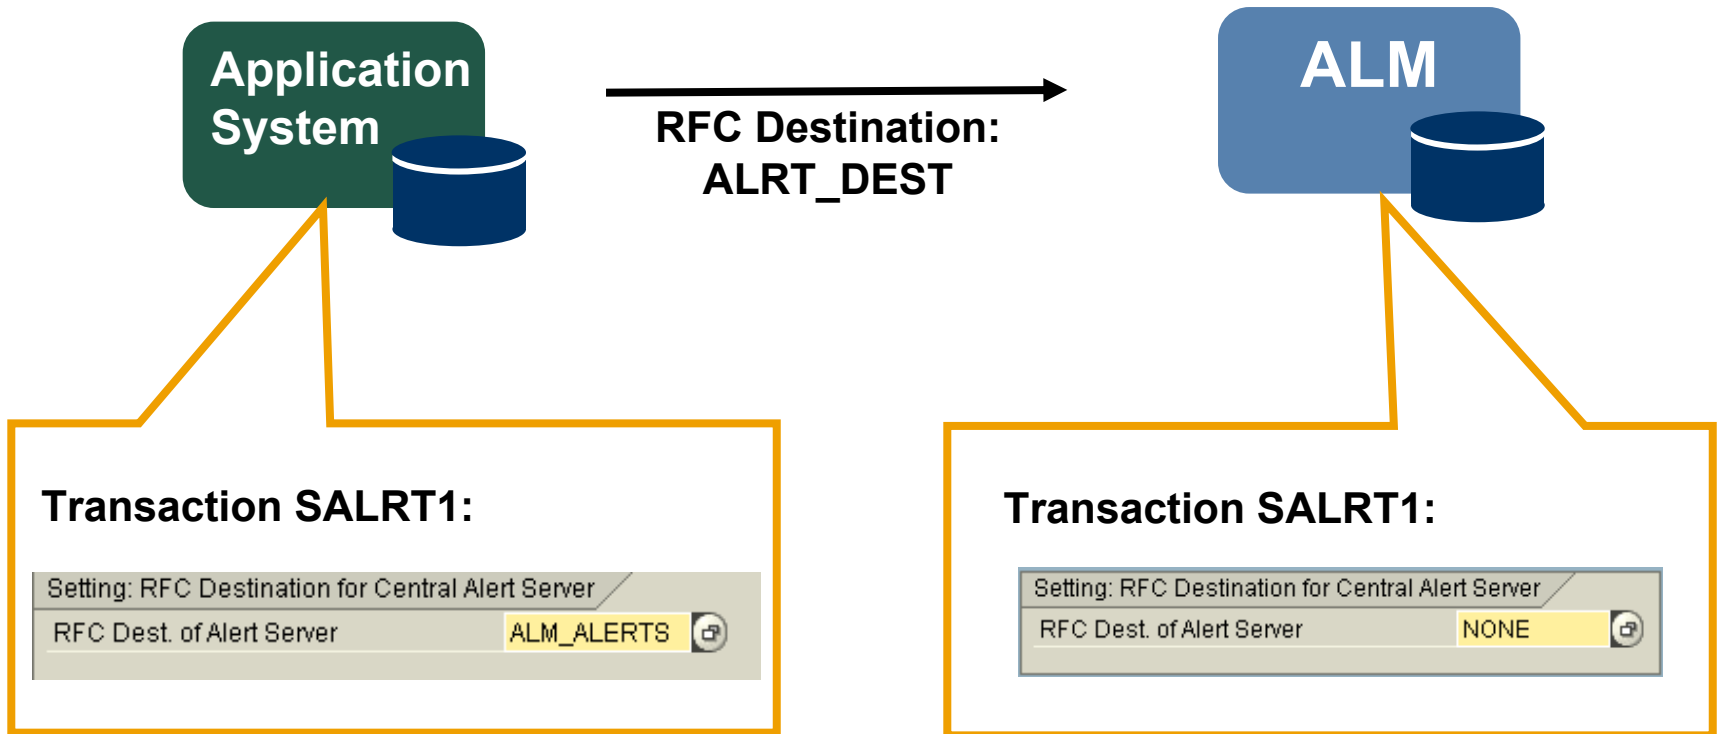 Application
System
RFC Destination:
ALRT_DEST
ALM
Transaction SALRT1:
Setting: RFC Destination for Central Alert Server
RFC Dest. of Alert Server ALM_ALERTS
Transaction SALRT1:
Setting: RFC Destination for Central Alert Server
RFC Dest. of Alert Server NONE